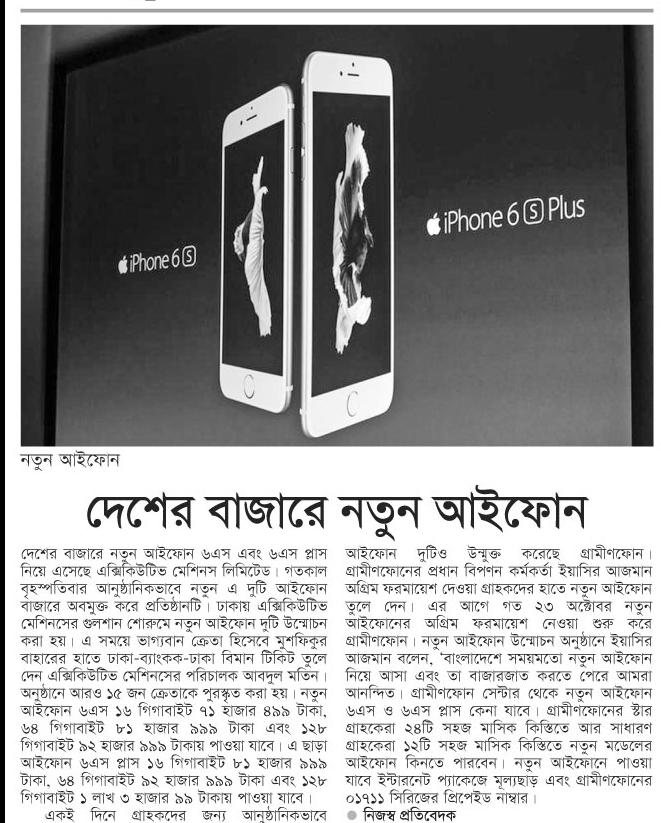 iPhone 6S
iPhone 6S Plus
নতুন আইফোন
দেশের বাজারে নতুন আইফোন
দেশের বাজারে নতুন আইফোন ৬এস এবং ৬এস প্লাস
নিয়ে এসেছে এক্সিকিউটিভ মেশিনস লিমিটেড। গতকাল
বৃহস্পতিবার আনুষ্ঠানিকভাবে নতুন এ দুটি আইফোন
বাজারে অবমুক্ত করে প্রতিষ্ঠানটি। ঢাকায় এক্সিকিউটিভ
মেশিনসের গুলশান শোরুমে নতুন আইফোন দুটি উন্মোচন
করা হয়। এ সময়ে ভাগ্যবান ক্রেতা হিসেবে মুশফিকুর
বাহারের হাতে ঢাকা-ব্যাংকক-ঢাকা বিমান টিকিট তুলে
দেন এক্সিকিউটিভ মেশিনসের পরিচালক আবদুল মতিন।
অনুষ্ঠানে আরও ১৫ জন ক্রেতাকে পুরস্কৃত করা হয়। নতুন
আইফোন ৬এস ১৬ গিগাবাইট ৭১ হাজার ৪৯৯ টাকা,
৬৪ গিগাবাইট ৮১ হাজার ৯৯৯ টাকা এবং ১২৮
গিগাবাইট ৯২ হাজার ৯৯৯ টাকায় পাওয়া যাবে। এ ছাড়া
আইফোন ৬এস প্লাস ১৬ গিগাবাইট ৮১ হাজার ৯৯৯
টাকা, ৬৪ গিগাবাইট ৯২ হাজার ৯৯৯ টাকা এবং ১২৮
গিগাবাইট ১ লাখ ৩ হাজার ৯৯ টাকায় পাওয়া যাবে।
একই দিনে গ্রাহকদের জন্য আনুষ্ঠানিকভাবে
আইফোন দুটিও উন্মুক্ত করেছে গ্রামীণফোন।
গ্রামীণফোনের প্রধান বিপণন কর্মকর্তা ইয়াসির আজমান
অগ্রিম ফরমায়েশ দেওয়া গ্রাহকদের হাতে নতুন আইফোন
তুলে দেন। এর আগে গত ২৩ অক্টোবর নতুন
আইফোনের অগ্রিম ফরমায়েশ নেওয়া শুরু করে
গ্রামীণফোন। নতুন আইফোন উন্মোচন অনুষ্ঠানে ইয়াসির
আজমান বলেন, ‘বাংলাদেশে সময়মতো নতুন আইফোন
নিয়ে আসা এবং তা বাজারজাত করতে পেরে আমরা
আনন্দিত। গ্রামীণফোন সেন্টার থেকে নতুন আইফোন
৬এস ও ৬এস প্লাস কেনা যাবে। গ্রামীণফোনের স্টার
গ্রাহকেরা ২৪টি সহজ মাসিক কিস্তিতে আর সাধারণ
গ্রাহকেরা ১২টি সহজ মাসিক কিস্তিতে নতুন মডেলের
আইফোন কিনতে পারবেন। নতুন আইফোনে পাওয়া
যাবে ইন্টারনেট প্যাকেজে মূল্যছাড় এবং গ্রামীণফোনের
০১৭১১ সিরিজের প্রিপেইড নাম্বার।
● নিজস্ব প্রতিবেদক